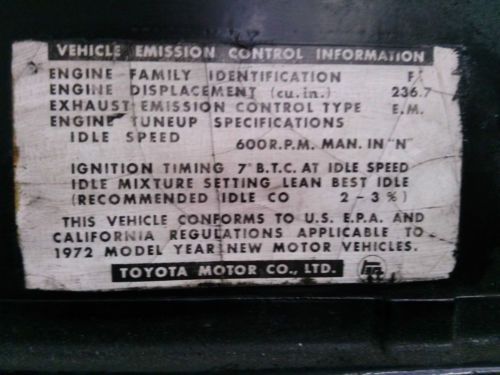 VEHICLE EMISSION CONTROL INFORMATION
ENGINE FAMILY IDENTIFICATION F
ENGINE DISPLACEMENT (cu.in.) 236.7
EXHAUST EMISSION CONTROL TYPE E.M.
ENGINE TUNEUP SPECIFICATIONS
IDLE SPEED 600R.P.M. MAN. IN "N"
IGNITION TIMING 7° B.T.C. AT IDLE SPEED
IDLE MIXTURE SETTING LEAN BEST IDLE
(RECOMMENDED IDLE CO 2-3%)
THIS VEHICLE CONFORMS TO U.S. E.P.A. AND
CALIFORNIA REGULATIONS APPLICABLE TO
1972 MODEL YEAR NEW MOTOR VEHICLES.
TOYOTA MOTOR CO., LTD.